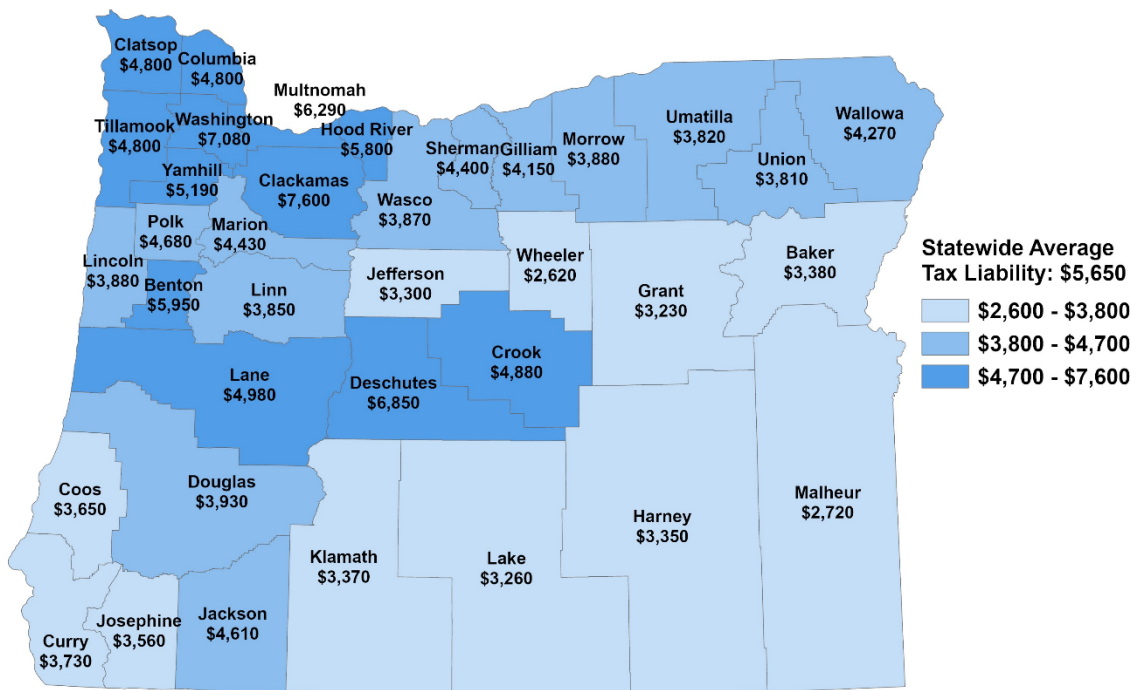 Clatsop
$4,800
Columbia
$4,800
Multnomah
$6,290
Tillamook
$4,800
Washington
$7,080
Hood River
$5,800
Yamhill
$5,190
Clackamas
$7,600
Sherman
$4,400
Gilliam
$4,150
Morrow
$3,880
Umatilla
$3,820
Union
$3,810
Wallowa
$4,270
Polk
$4,680
Marion
$4,430
Wasco
$3,870
Lincoln
$3,880
Benton
$5,950
Linn
$3,850
Jefferson
$3,300
Wheeler
$2,620
Grant
$3,230
Baker
$3,380
Statewide Average
Tax Liability: $5,650
$2,600 - $3,800
$3,800 - $4,700
$4,700 - $7,600
Lane
$4,980
Deschutes
$6,850
Crook
$4,880
Coos
$3,650
Douglas
$3,930
Harney
$3,350
Malheur
$2,720
Klamath
$3,370
Lake
$3,260
Curry
$3,730
Josephine
$3,560
Jackson
$4,610